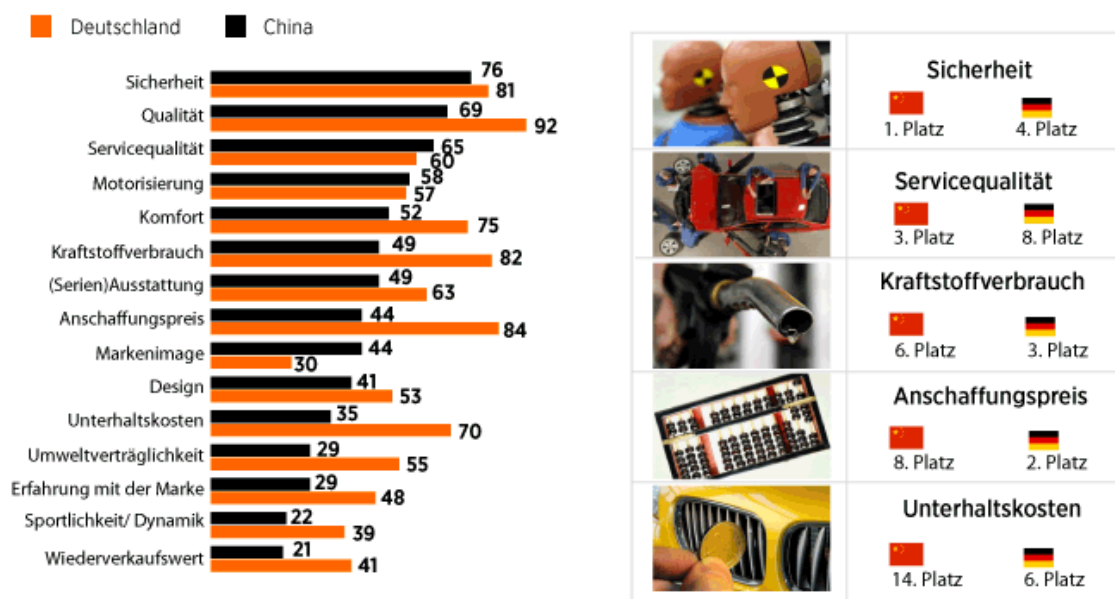 Deutschland China
Sicherheit 76
81
Qualität 69
92
Servicequalität 65
60
Motorisierung 58
57
Komfort 52
75
Kraftstoffverbrauch 49
82
(Serien)Ausstattung 49
63
Anschaffungspreis 44
84
Markenimage 44
30
Design 41
53
Unterhaltskosten 35
70
Umweltverträglichkeit 29
55
Erfahrung mit der Marke 29
48
Sportlichkeit/ Dynamik 22
39
Wiederverkaufswert 21
41
Sicherheit
1. Platz 4. Platz
Servicequalität
3. Platz 8. Platz
Kraftstoffverbrauch
6. Platz 3. Platz
Anschaffungspreis
8. Platz 2. Platz
Unterhaltskosten
14. Platz 6. Platz